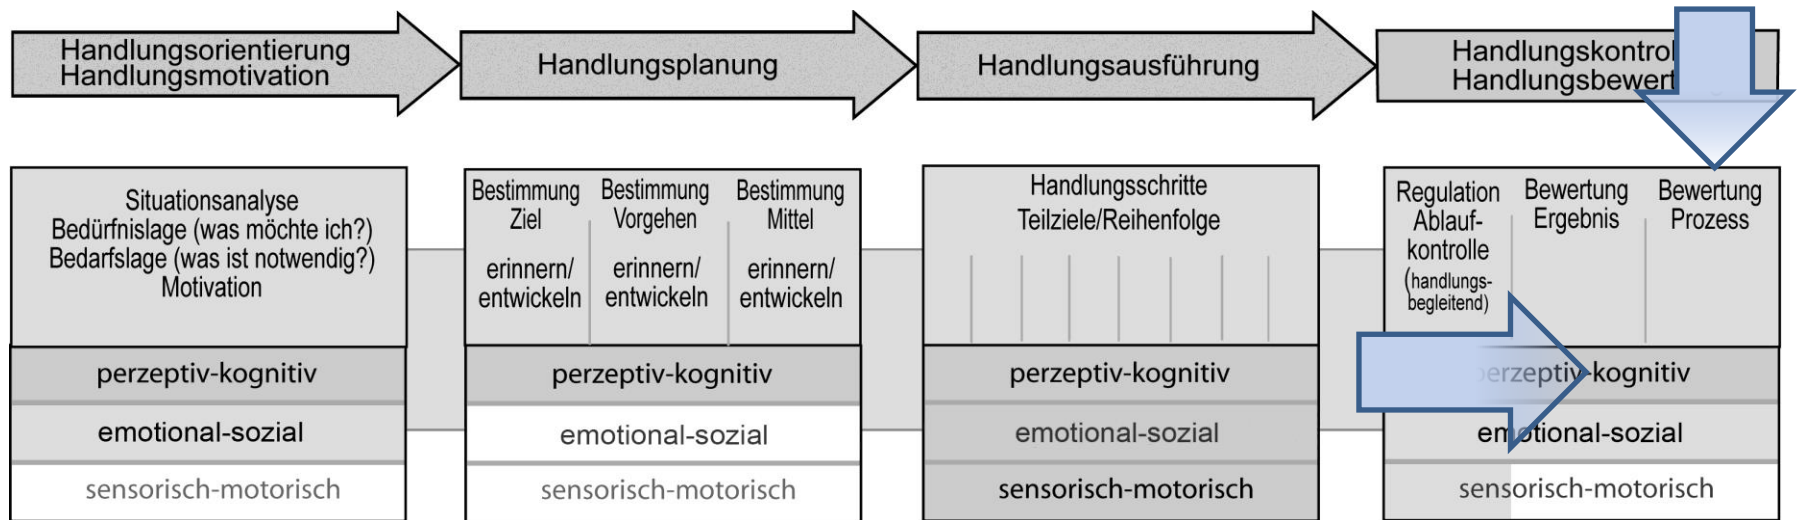 Handlungsorientierung
Handlungsmotivation
Handlungsplanung
Handlungsausführung
Handlungskontrol
Handlungsbewert
Situationsanalyse
Bedürfnislage (was möchte ich?)
Bedarfslage (was ist notwendig?)
Motivation
perzeptiv-kognitiv
emotional-sozial
sensorisch-motorisch
Bestimmung
Ziel
erinnern/
entwickeln
Bestimmung
Vorgehen
erinnern/
entwickeln
Bestimmung
Mittel
erinnern/
entwickeln
perzeptiv-kognitiv
emotional-sozial
sensorisch-motorisch
Handlungsschritte
Teilziele/Reihenfolge
perzeptiv-kognitiv
emotional-sozial
sensorisch-motorisch
Regulation
Ablauf-
kontrolle
(handlungs-
begleitend)
Bewertung
Ergebnis
Bewertung
Prozess
perzeptiv-kognitiv
emotional-sozial
sensorisch-motorisch